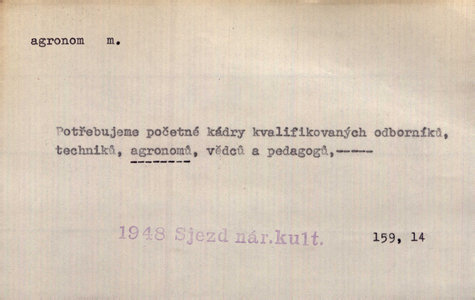 agronom m.
Potřebujeme početné kádry kvalifikovaných odborníků,
techniků, agronomů, vědců a pedagogů,-----
1948 Sjezd nár.kult. 159, 14